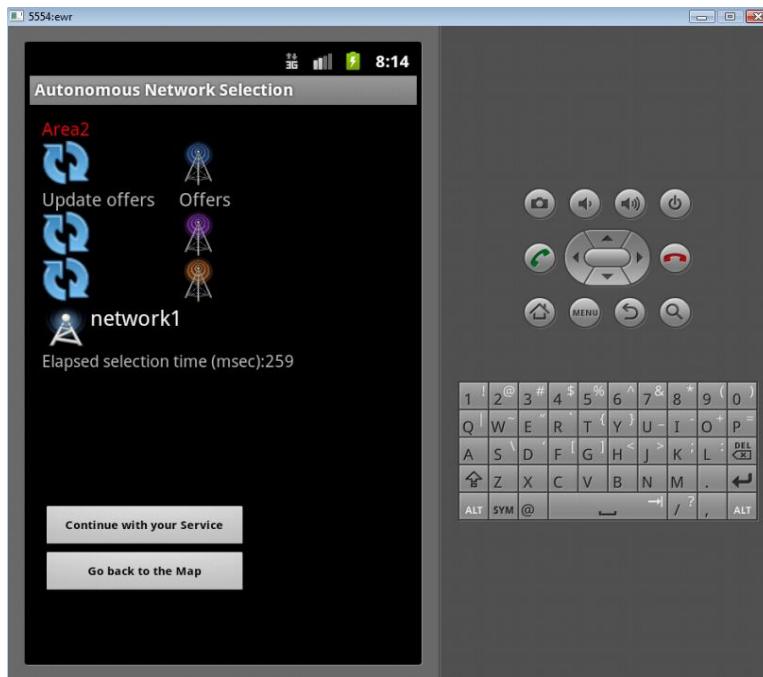 5554:ewr
3G 8:14
Autonomous Network Selection
Area2
Update offers Offers
network1
Elapsed selection time (msec):259
Continue with your Service
Go back to the Map
MENU
1 ! 2 @ 3 # 4 $ 5 % 6 ^ 7 & 8 * 9 ( 0 )
Q | W ~ E " R ` T { Y } U _ I - O + P =
A S \ D ' F [ G ] H < J > K ; L : DEL
Z X C V B N M .
ALT SYM @ / ? , ALT